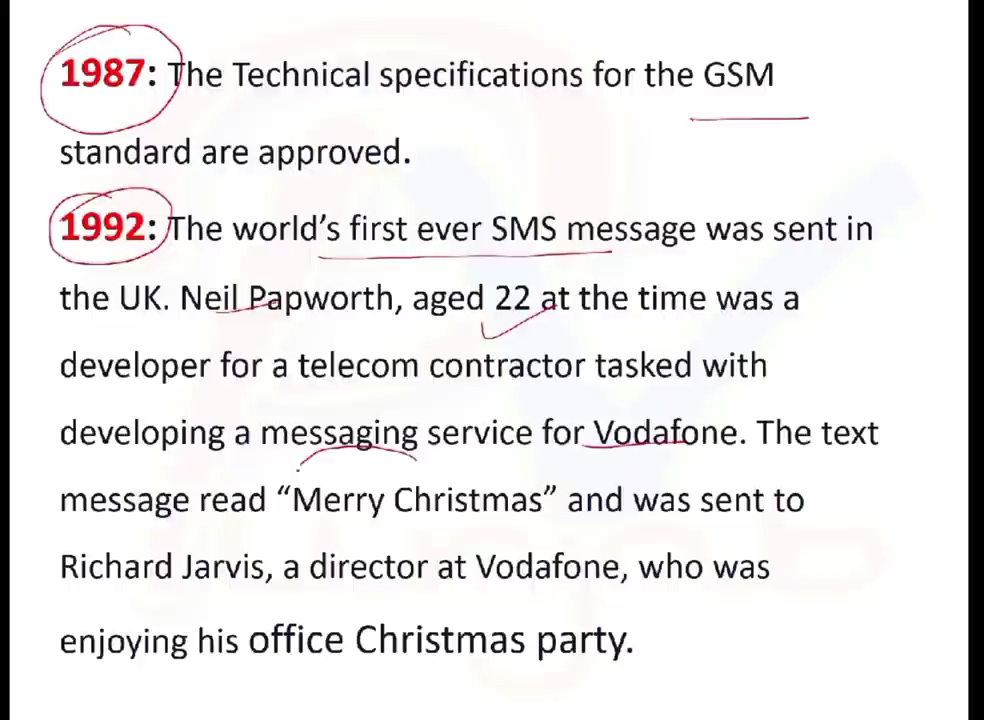 1987: The Technical specifications for the GSM
standard are approved.
1992: The world’s first ever SMS message was sent in
the UK. Neil Papworth, aged 22 at the time was a
developer for a telecom contractor tasked with
developing a messaging service for Vodafone. The text
message read “Merry Christmas” and was sent to
Richard Jarvis, a director at Vodafone, who was
enjoying his office Christmas party.